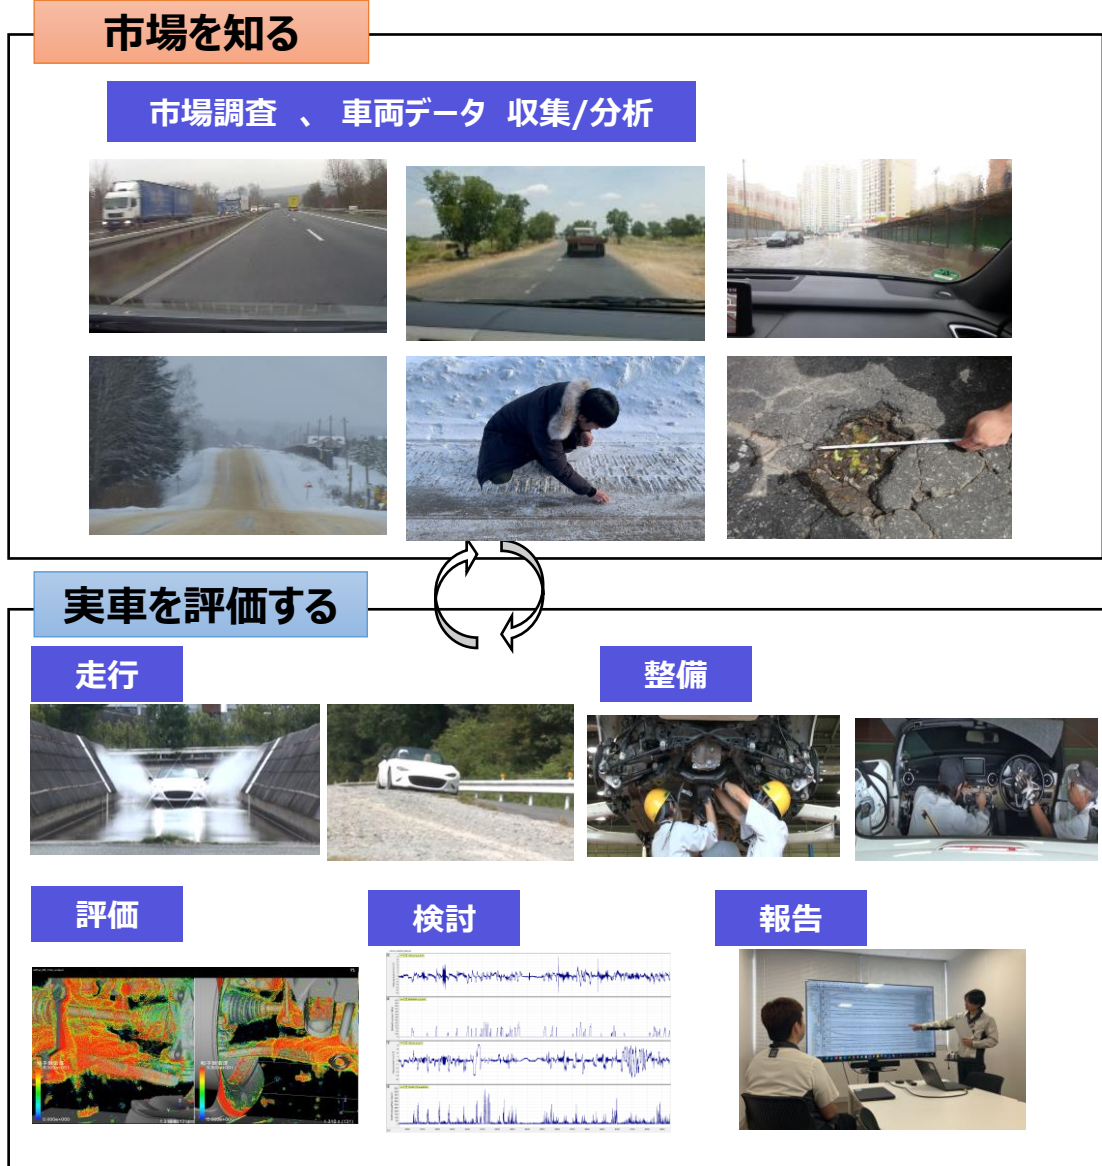 市場を知る
市場調査 、 車両データ 収集/分析
実車を評価する
走行
整備
評価
検討
報告